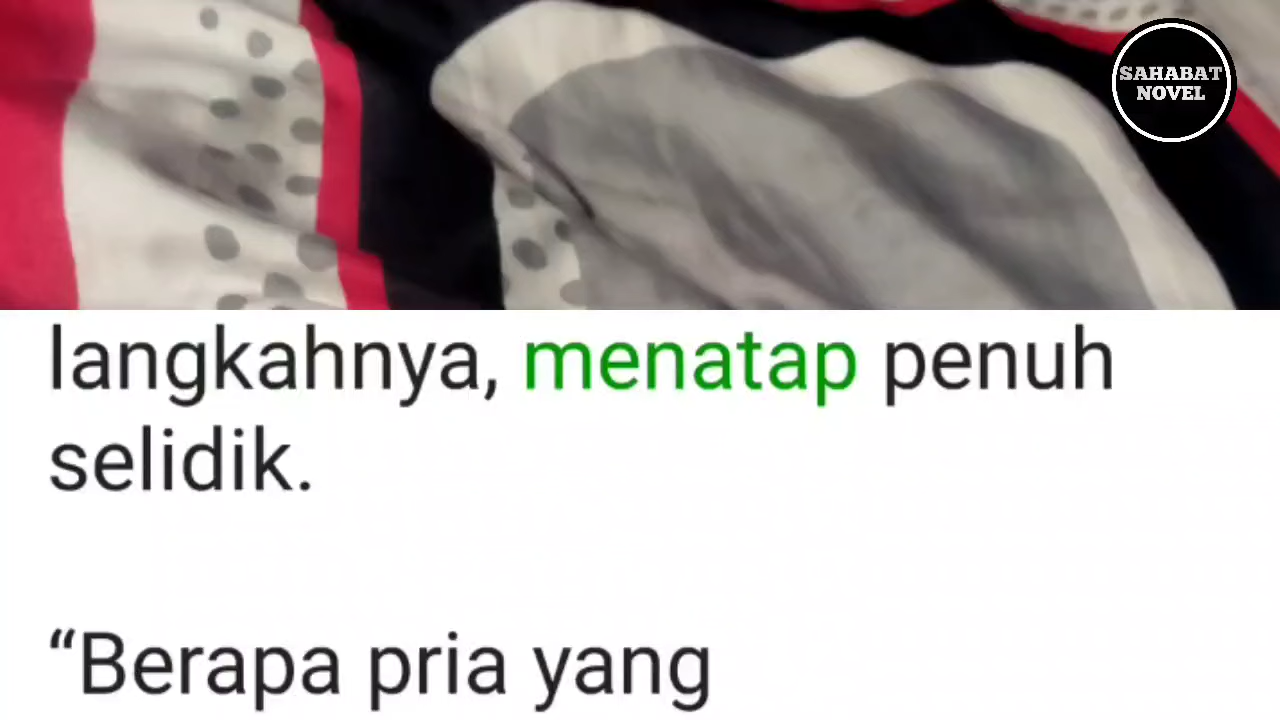 SAHABAT
NOVEL
langkahnya, menatap penuh
selidik.
“Berapa pria yang